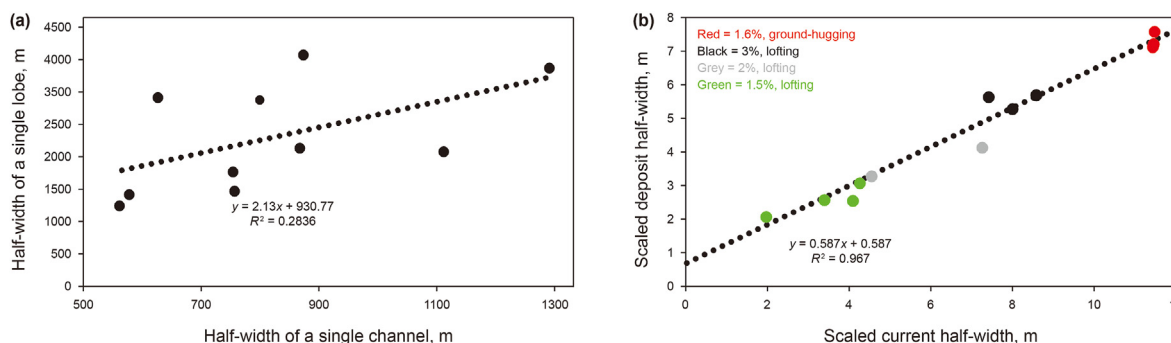 (a)
4500
4000
3500
3000
2500
2000
1500
1000
500
0
Half-width of a single lobe, m
y = 2.13x + 930.77
R² = 0.2836
500 700 900 1100 1300
Half-width of a single channel, m
(b)
8
7
6
5
4
3
2
1
0
Scaled deposit half-width, m
Red = 1.6%, ground-hugging
Black = 3%, lofting
Grey = 2%, lofting
Green = 1.5%, lofting
y = 0.587x + 0.587
R² = 0.967
0 2 4 6 8 10
Scaled current half-width, m